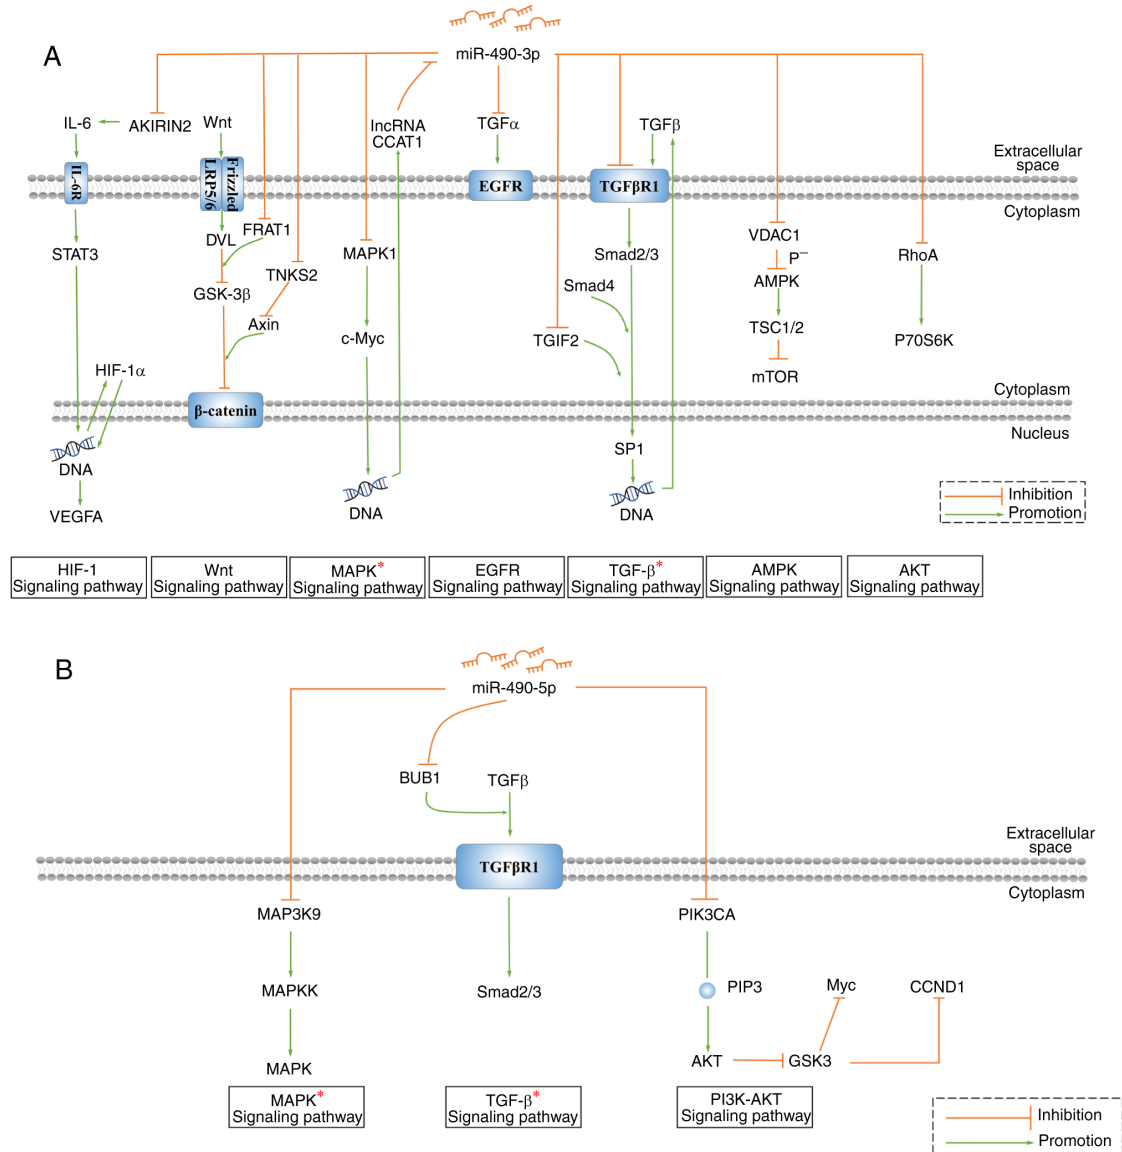 A
miR-490-3p
IL-6
AKIRIN2
Wnt
lncRNA
CCAT1
TGFα
TGFβ
Extracellular
space
IL-6R
LRP5/6
Frizzled
EGFR
TGFβR1
Cytoplasm
STAT3
DVL
FRAT1
MAPK1
Smad2/3
VDAC1
P−
RhoA
TNKS2
AMPK
GSK-3β
Smad4
Axin
c-Myc
TGIF2
TSC1/2
P70S6K
HIF-1α
mTOR
Cytoplasm
β-catenin
Nucleus
SP1
DNA
VEGFA
DNA
DNA
Inhibition
Promotion
HIF-1
Signaling pathway
Wnt
Signaling pathway
MAPK*
Signaling pathway
EGFR
Signaling pathway
TGF-β*
Signaling pathway
AMPK
Signaling pathway
AKT
Signaling pathway
B
miR-490-5p
BUB1
TGFβ
Extracellular
space
TGFβR1
Cytoplasm
MAP3K9
PIK3CA
MAPKK
Smad2/3
PIP3
Myc
CCND1
MAPK
AKT
GSK3
MAPK*
Signaling pathway
TGF-β*
Signaling pathway
PI3K-AKT
Signaling pathway
Inhibition
Promotion